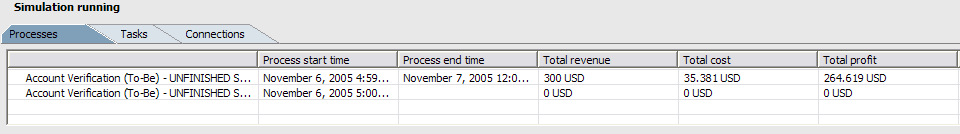 Simulation running
Processes Tasks Connections
Process start time Process end time Total revenue Total cost Total profit
Account Verification (To-Be) - UNFINISHED S... November 6, 2005 4:59... November 7, 2005 12:0... 300 USD 35.381 USD 264.619 USD
Account Verification (To-Be) - UNFINISHED S... November 6, 2005 5:00... 0 USD 0 USD 0 USD